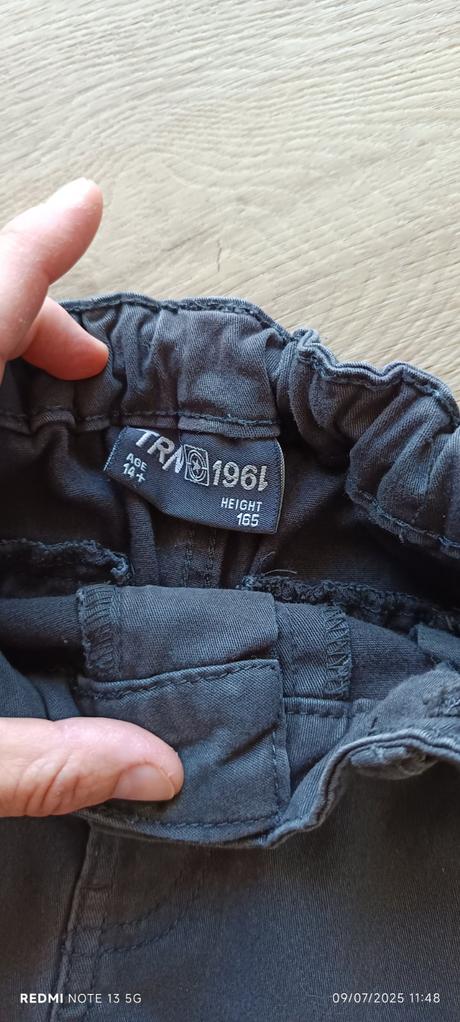 TRN 1961
AGE
14+
HEIGHT
165
REDMI NOTE 13 5G
09/07/2025 11:48